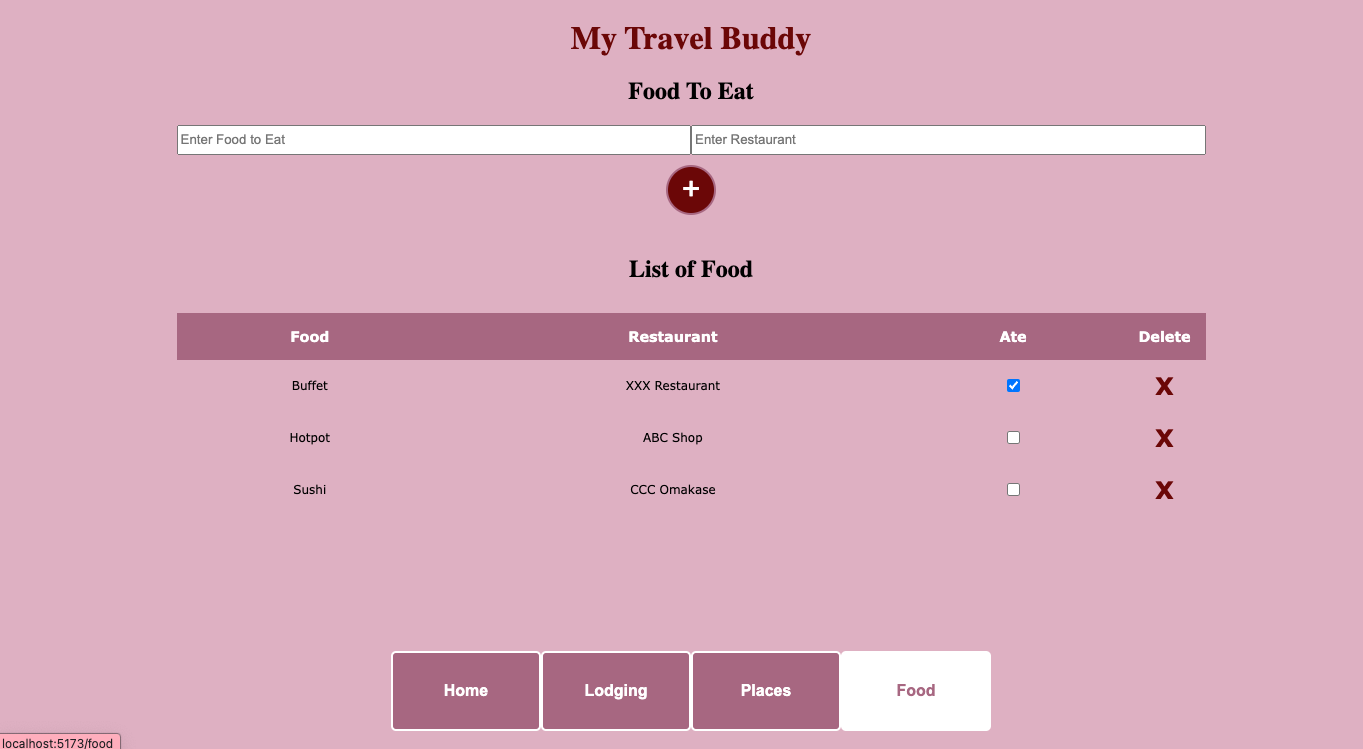 My Travel Buddy
Food To Eat
Enter Food to Eat Enter Restaurant
+
List of Food
Food Restaurant Ate Delete
Buffet XXX Restaurant X
Hotpot ABC Shop X
Sushi CCC Omakase X
Home Lodging Places Food
localhost:5173/food